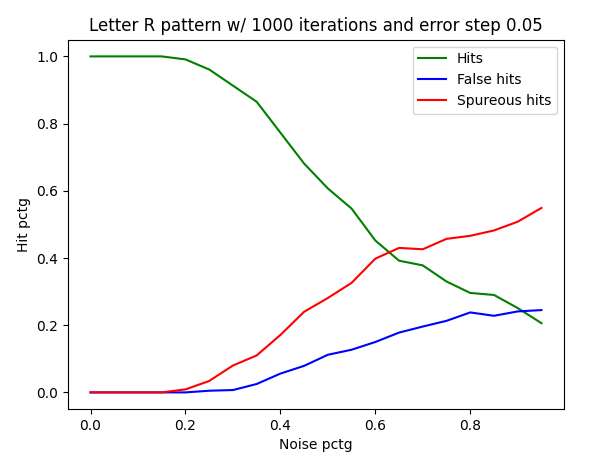 Letter R pattern w/ 1000 iterations and error step 0.05
Hits
False hits
Spureous hits
Hit pctg
1.0
0.8
0.6
0.4
0.2
0.0
0.0 0.2 0.4 0.6 0.8
Noise pctg